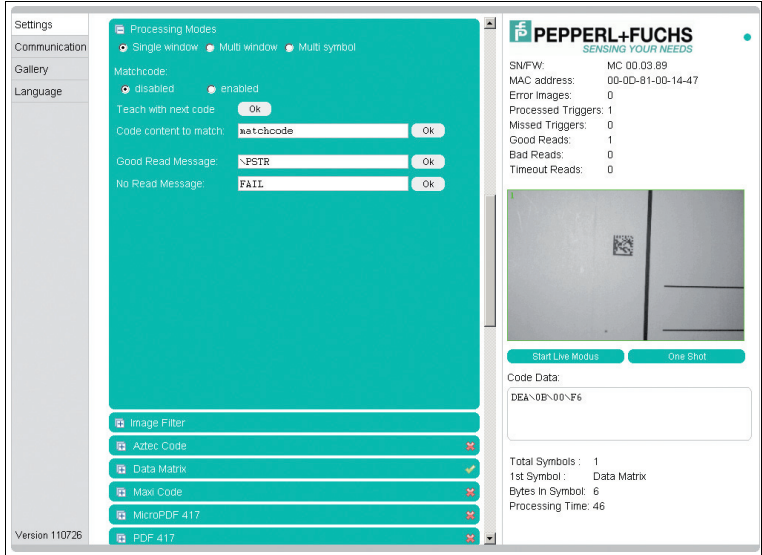 Settings
Communication
Gallery
Language
Version 110726
Processing Modes
Single window Multi window Multi symbol
Matchcode:
disabled enabled
Teach with next code Ok
Code content to match: matchcode Ok
Good Read Message: \PSTR Ok
No Read Message: FAIL Ok
Image Filter
Aztec Code
Data Matrix
Maxi Code
MicroPDF 417
PDF 417
PEPPERL+FUCHS
SENSING YOUR NEEDS
SN/FW: MC 00.03.89
MAC address: 00-0D-81-00-14-47
Error Images: 0
Processed Triggers: 1
Missed Triggers: 0
Good Reads: 1
Bad Reads: 0
Timeout Reads: 0
1
Start Live Modus One Shot
Code Data:
DEA\0B\00\F6
Total Symbols : 1
1st Symbol : Data Matrix
Bytes In Symbol: 6
Processing Time: 46